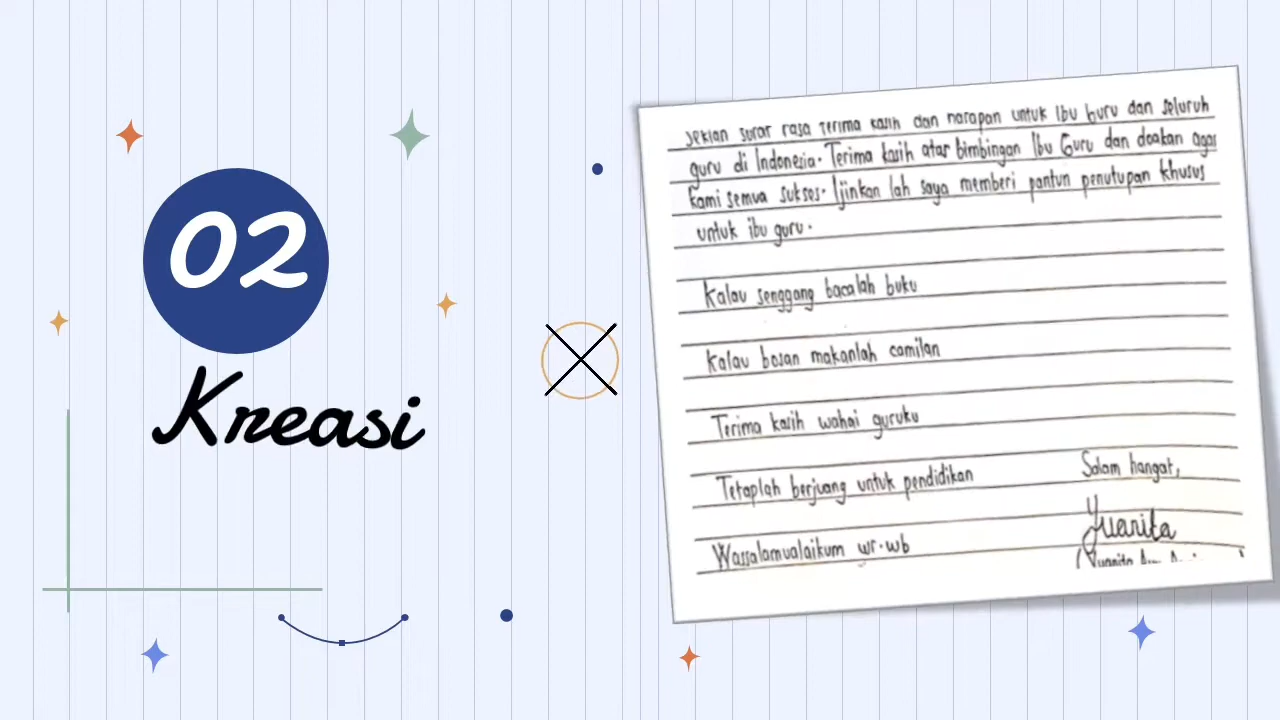 02
Kreasi
sekian surat rasa terima kasih dan harapan untuk Ibu Guru dan seluruh
guru di Indonesia. Terima kasih atas bimbingan Ibu Guru dan doakan agar
kami semua sukses. Ijinkan lah saya memberi pantun penutupan khusus
untuk ibu guru.
Kalau senggang bacalah buku
Kalau bosan makanlah camilan
Terima kasih wahai guruku
Tetaplah berjuang untuk pendidikan
Salam hangat,
Yuanita
Wassalamualaikum wr.wb